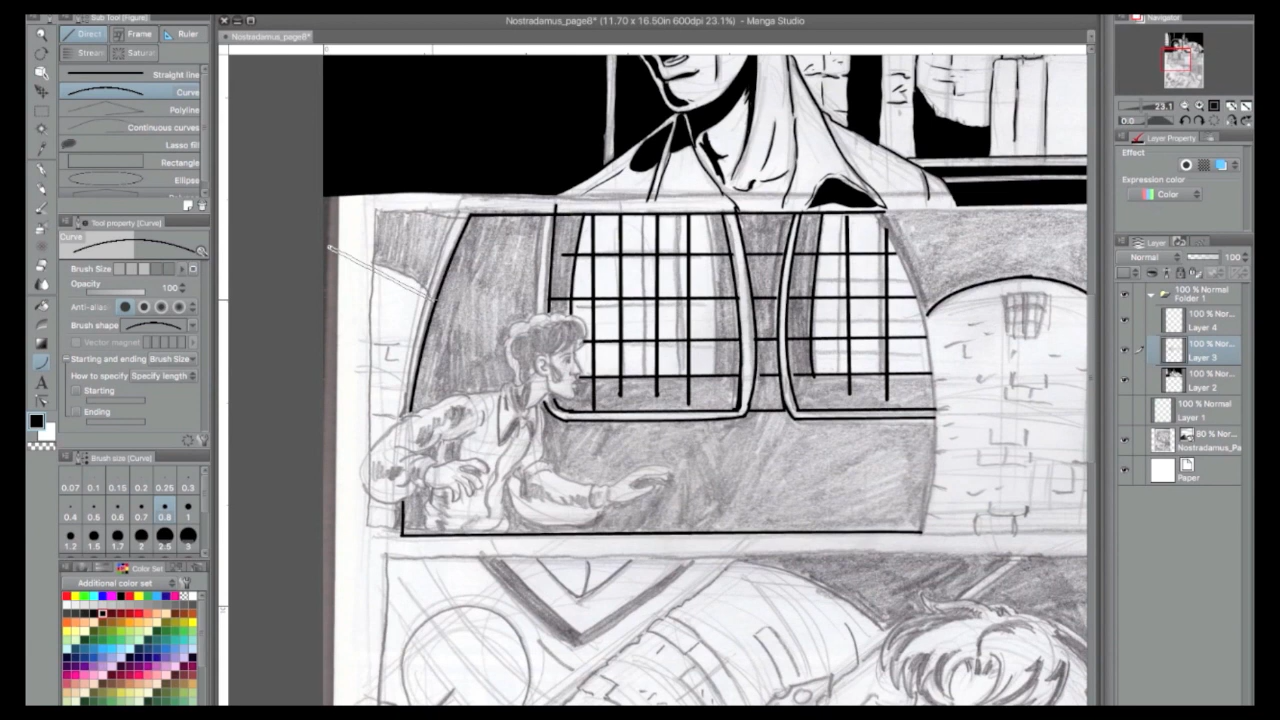 Sub Tool [Figure]
Nostradamus_page8* (11.70 x 16.50in 600dpi 23.1%) - Manga Studio
Navigator
Direct
Frame
Ruler
Nostradamus_page8*
Strean
Saturat
Straight line
Curve
Polyline
Continuous curves
Lasso fill
Rectangle
Ellipse
23.1
0.0
Layer Property
Effect
Expression color
Color
Tool property [Curve]
Curve
Brush Size
Opacity 100
Anti-alias
Brush shape
Vector magnet
Starting and ending Brush Size
How to specify Specify length
Starting
Ending
Layer
Normal 100
100 % Normal
Folder 1
100 % Nor...
Layer 4
100 % Nor...
Layer 3
100 % Nor...
Layer 2
100 % Normal
Layer 1
80 % Nor...
Nostradamus_Pa
Paper
Brush size [Curve]
0.07 0.1 0.15 0.2 0.25 0.3
0.4 0.5 0.6 0.7 0.8 1
1.2 1.5 1.7 2 2.5 3
Color Set
Additional color set